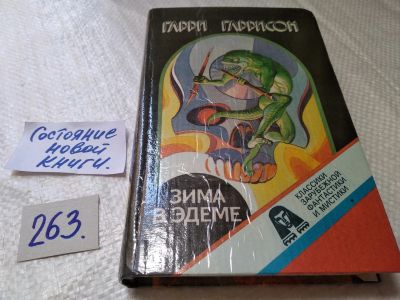 ГАРРИ ГАРРИСОН
Состояние
новой
книги.
263.
ЗИМА
В ЭДЕМЕ
КЛАССИКИ
ЗАРУБЕЖНОЙ
ФАНТАСТИКИ
И МИСТИКИ